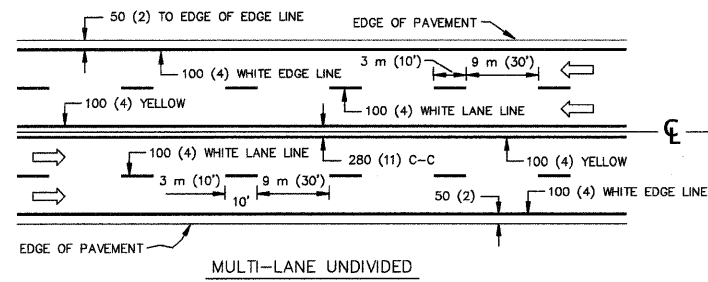 50 (2) TO EDGE OF EDGE LINE
EDGE OF PAVEMENT
3 m (10') 9 m (30')
100 (4) WHITE EDGE LINE
100 (4) YELLOW
100 (4) WHITE LANE LINE
℄
100 (4) WHITE LANE LINE
280 (11) C-C
100 (4) YELLOW
3 m (10') 9 m (30')
10'
50 (2)
100 (4) WHITE EDGE LINE
EDGE OF PAVEMENT
MULTI-LANE UNDIVIDED